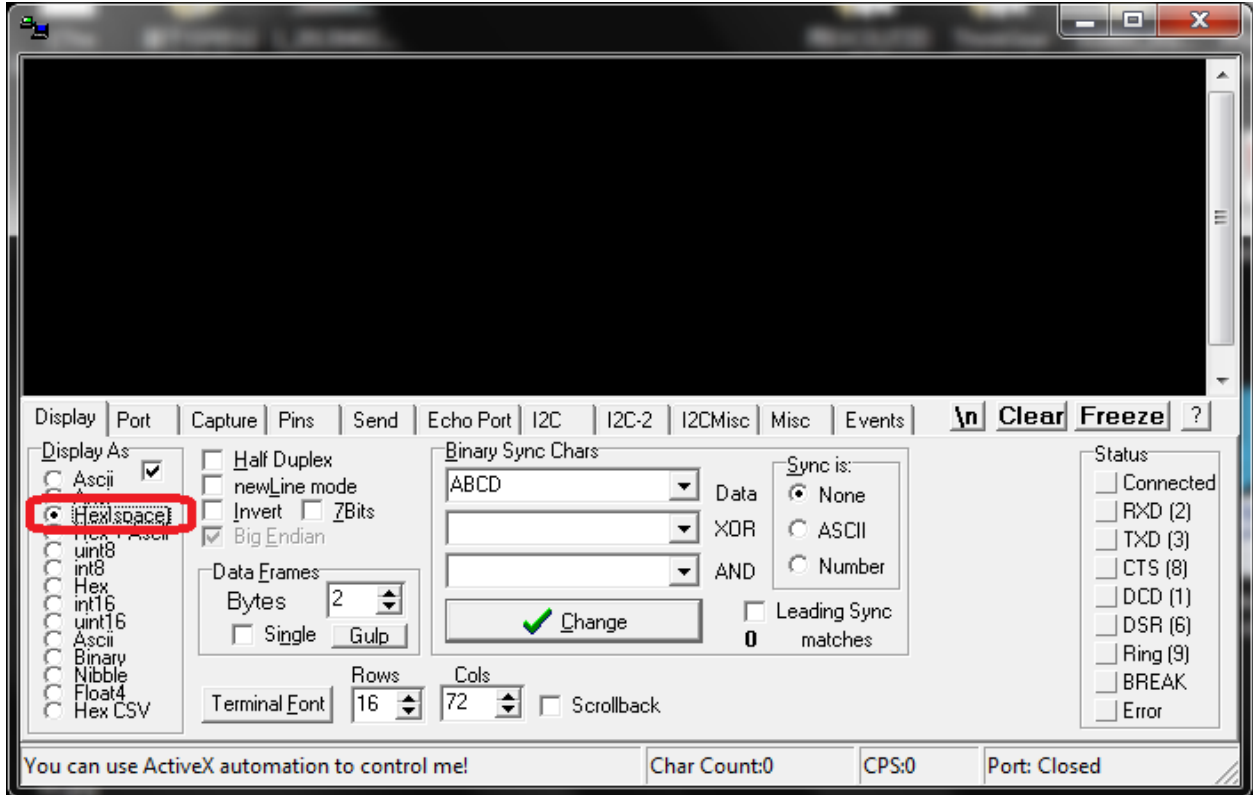 Display Port Capture Pins Send Echo Port I2C I2C-2 I2CMisc Misc Events \n Clear Freeze ?
Display As
Ascii
Hex[space]
Hex + Ascii
uint8
int8
Hex
int16
uint16
Ascii
Binary
Nibble
Float4
Hex CSV
Half Duplex
newLine mode
Invert 7Bits
Big Endian
Data Frames
Bytes 2
Single Gulp
Terminal Font
Rows
16
Cols
72
Scrollback
Binary Sync Chars
ABCD Data
XOR
AND
Change
Sync is:
None
ASCII
Number
Leading Sync
0 matches
Status
Connected
RXD (2)
TXD (3)
CTS (8)
DCD (1)
DSR (6)
Ring (9)
BREAK
Error
You can use ActiveX automation to control me! Char Count:0 CPS:0 Port: Closed